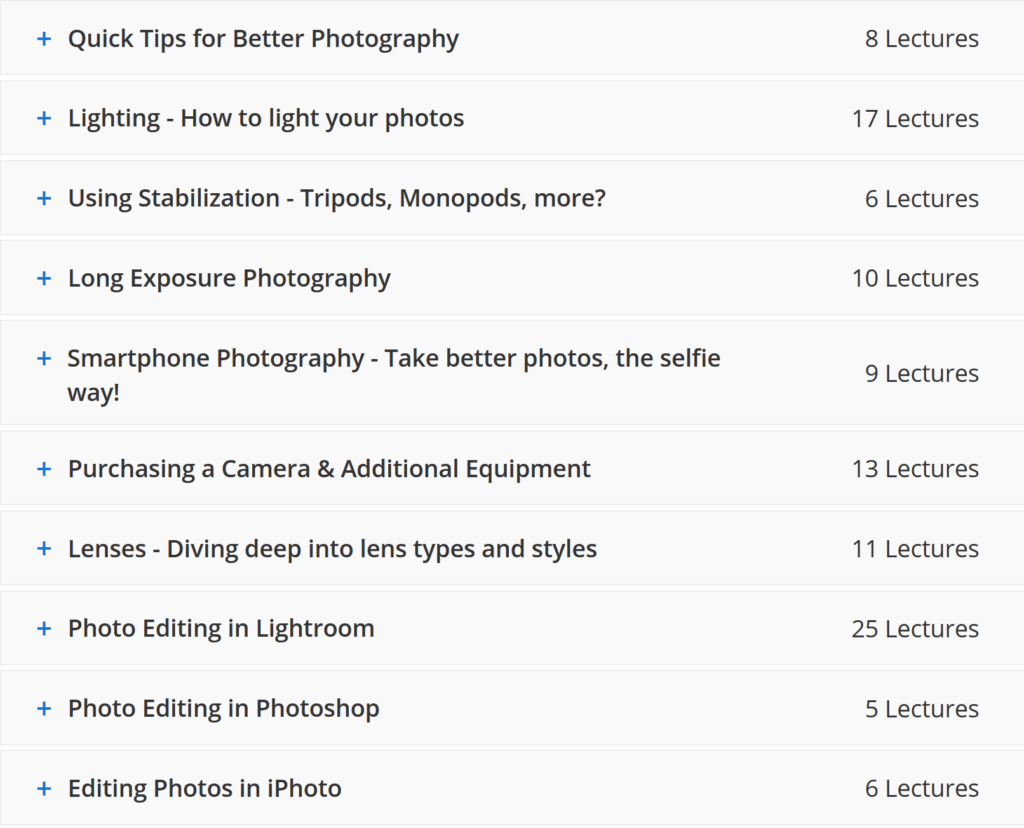 + Quick Tips for Better Photography 8 Lectures
+ Lighting - How to light your photos 17 Lectures
+ Using Stabilization - Tripods, Monopods, more? 6 Lectures
+ Long Exposure Photography 10 Lectures
+ Smartphone Photography - Take better photos, the selfie
way!
9 Lectures
+ Purchasing a Camera & Additional Equipment 13 Lectures
+ Lenses - Diving deep into lens types and styles 11 Lectures
+ Photo Editing in Lightroom 25 Lectures
+ Photo Editing in Photoshop 5 Lectures
+ Editing Photos in iPhoto 6 Lectures